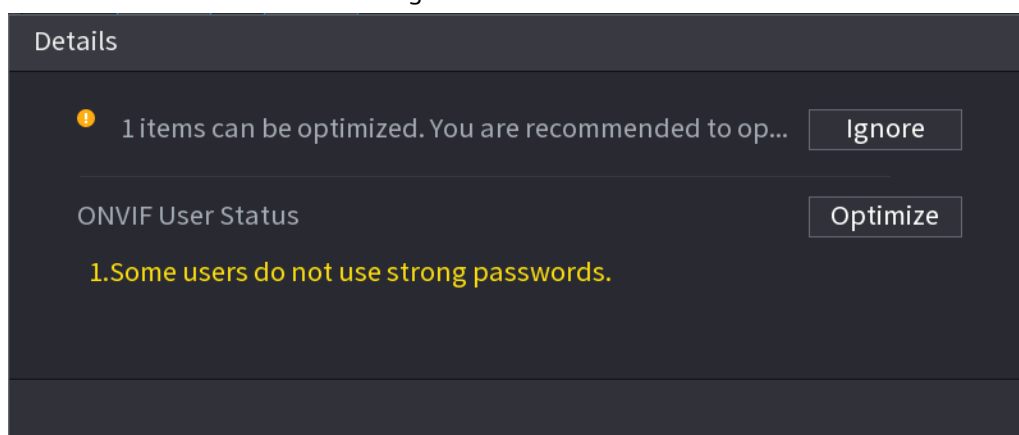 Details
1 items can be optimized. You are recommended to op...
Ignore
ONVIF User Status
Optimize
1.Some users do not use strong passwords.